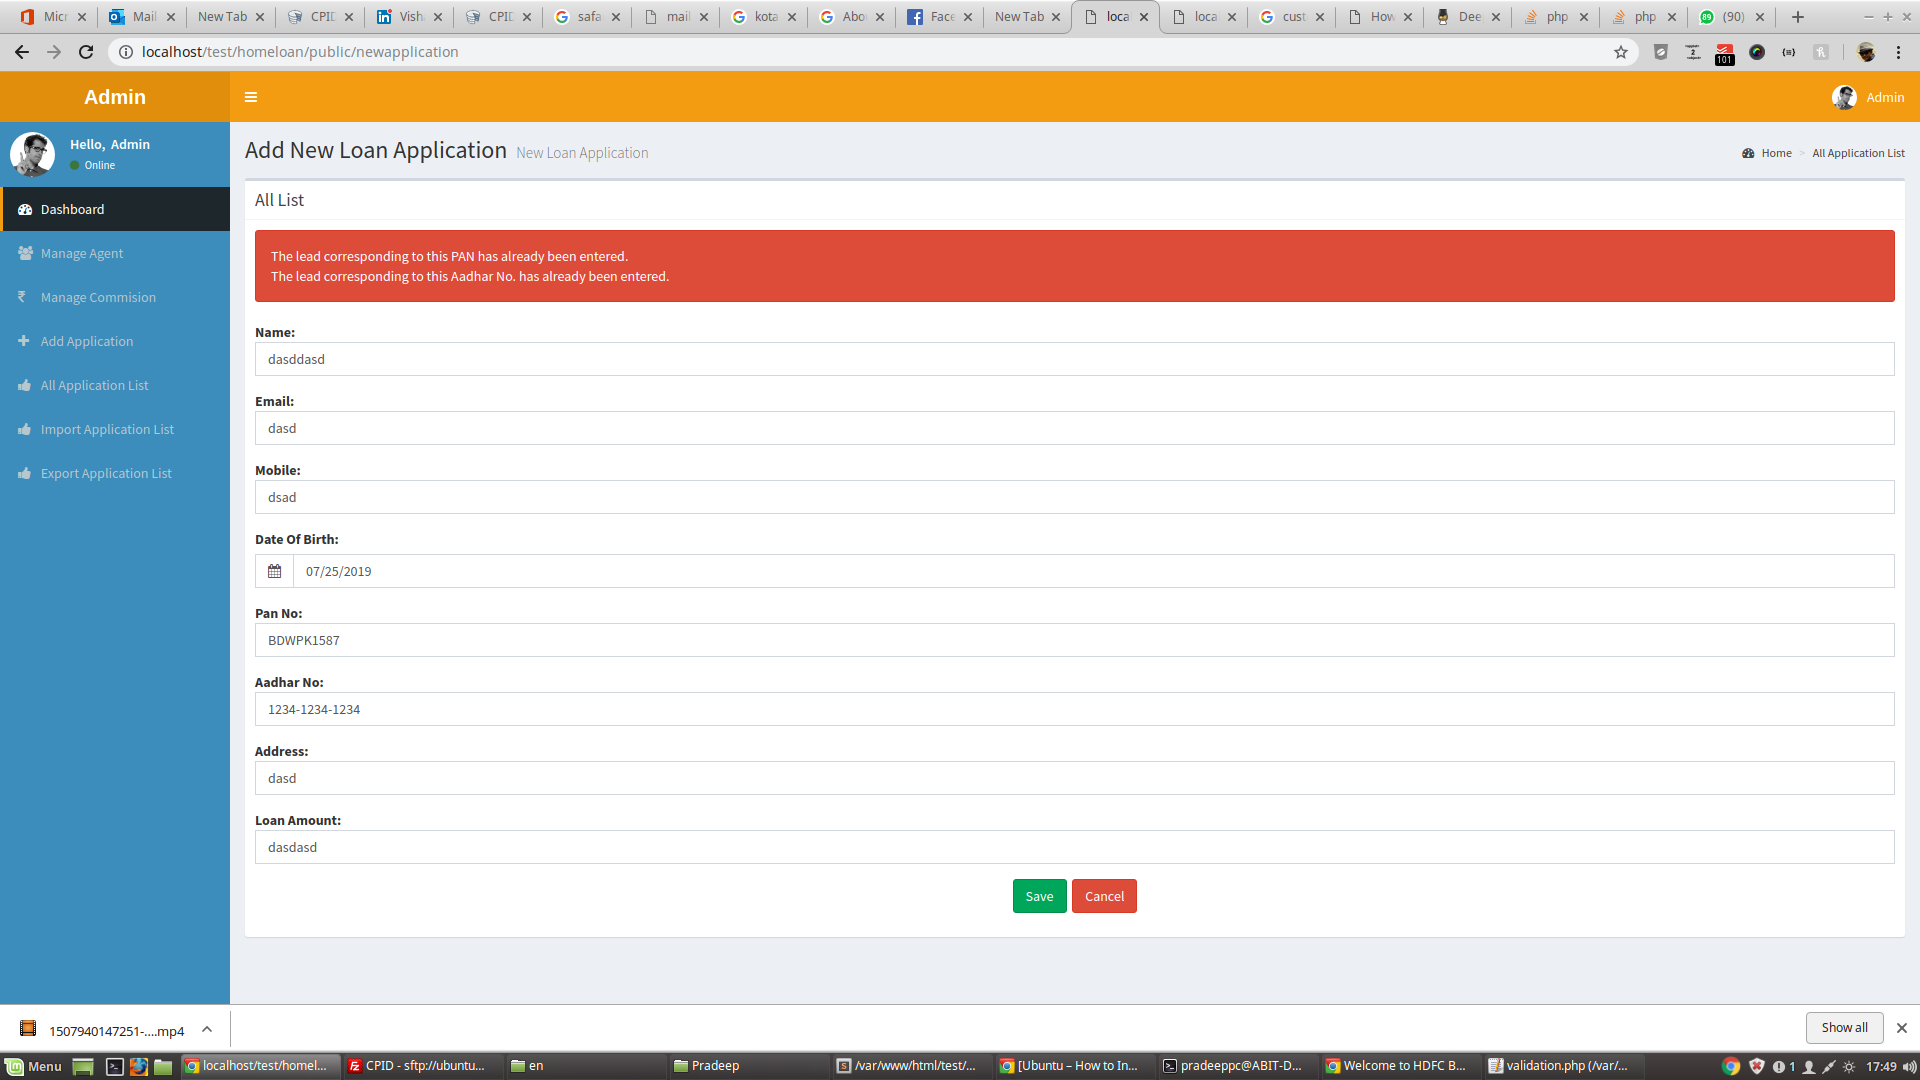 Micr
Mail
New Tab
CPID
Vish
CPID
safa
mail
kota
Abo
Face
New Tab
loca
loca
cust
How
Dee
php
php
(90)
localhost/test/homeloan/public/newapplication
101
Admin
Admin
Hello, Admin
Online
Add New Loan Application New Loan Application
Home > All Application List
Dashboard
Manage Agent
Manage Commision
Add Application
All Application List
Import Application List
Export Application List
All List
The lead corresponding to this PAN has already been entered.
The lead corresponding to this Aadhar No. has already been entered.
Name:
dasddasd
Email:
dasd
Mobile:
dsad
Date Of Birth:
07/25/2019
Pan No:
BDWPK1587
Aadhar No:
1234-1234-1234
Address:
dasd
Loan Amount:
dasdasd
Save Cancel
1507940147251-....mp4
Show all
Menu
localhost/test/homel...
CPID - sftp://ubuntu...
en
Pradeep
/var/www/html/test/...
[Ubuntu – How to In...
pradeeppc@ABIT-D...
Welcome to HDFC B...
validation.php (/var/...
1
17:49